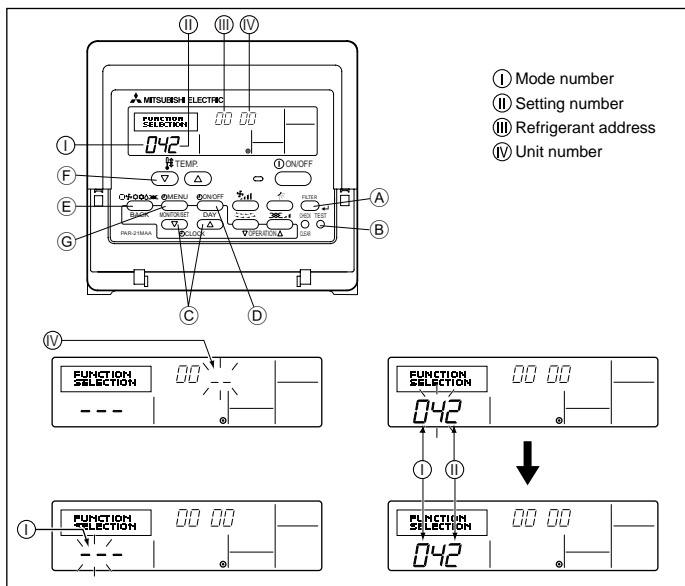 Ⅱ Ⅲ Ⅳ
Ⅰ Mode number
Ⅱ Setting number
Ⅲ Refrigerant address
Ⅳ Unit number
MITSUBISHI ELECTRIC
FUNCTION
SELECTION
00 00
Ⅰ
042
TEMP.
ON/OFF
F
E
MENU
ON/OFF
FILTER
A
BACK
MONITOR/SET
DAY
CHECK TEST
B
G
PAR-21MAA
CLOCK
OPERATION
CLEAR
C
D
Ⅳ
FUNCTION
SELECTION
00 --
---
FUNCTION
SELECTION
00 00
042
Ⅰ Ⅱ
FUNCTION
SELECTION
00 00
Ⅰ
---
FUNCTION
SELECTION
00 00
042